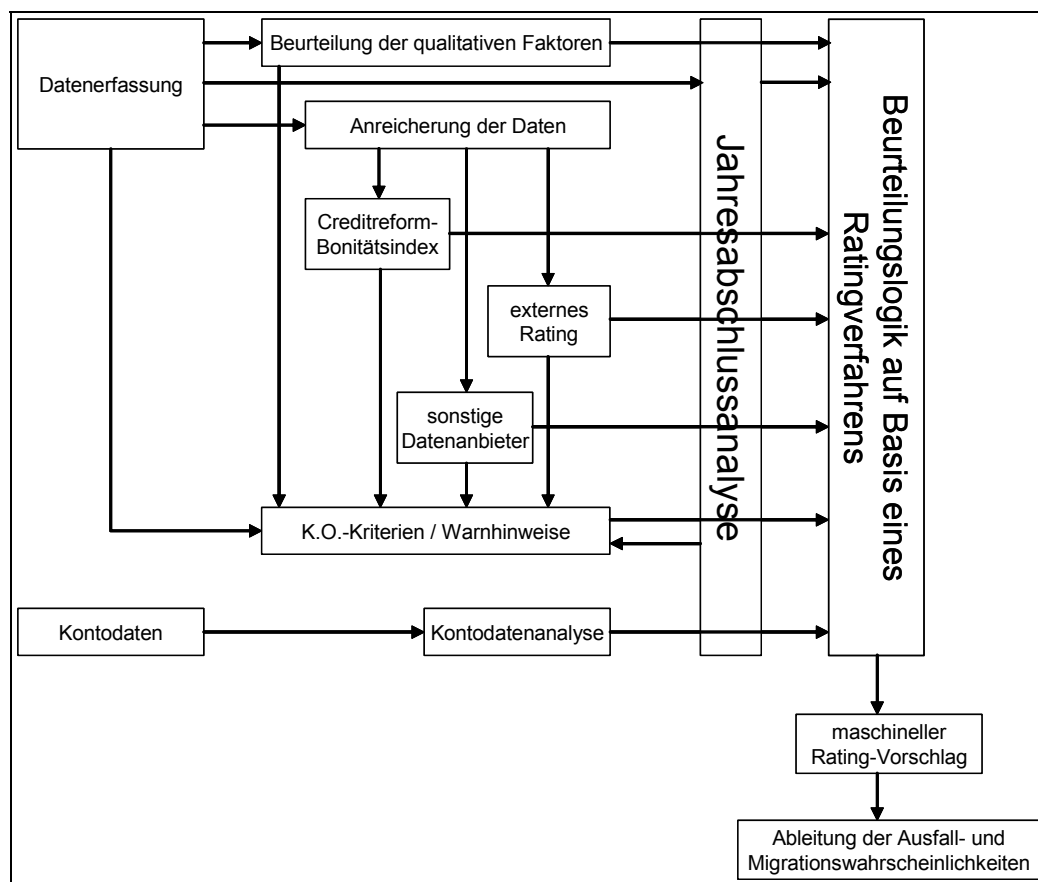 Datenerfassung
Beurteilung der qualitativen Faktoren
Anreicherung der Daten
Creditreform-
Bonitätsindex
externes
Rating
sonstige
Datenanbieter
K.O.-Kriterien / Warnhinweise
Kontodaten
Kontodatenanalyse
Jahresabschlussanalyse
Beurteilungslogik auf Basis eines
Ratingverfahrens
maschineller
Rating-Vorschlag
Ableitung der Ausfall- und
Migrationswahrscheinlichkeiten